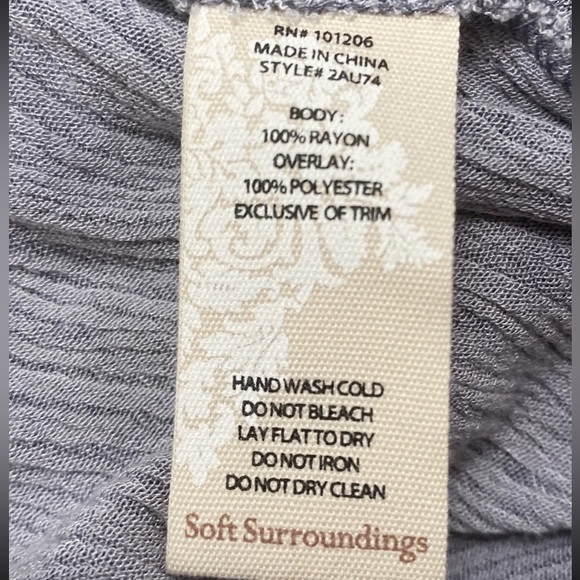 RN# 101206
MADE IN CHINA
STYLE# 2AU74
BODY:
100% RAYON
OVERLAY:
100% POLYESTER
EXCLUSIVE OF TRIM
HAND WASH COLD
DO NOT BLEACH
LAY FLAT TO DRY
DO NOT IRON
DO NOT DRY CLEAN
Soft Surroundings